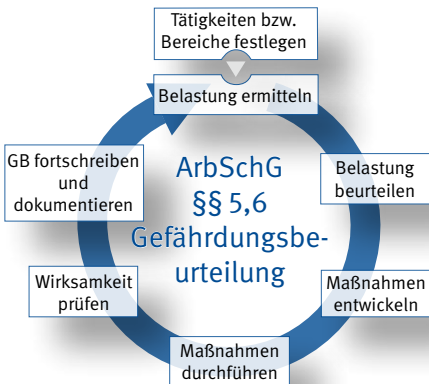 Tätigkeiten bzw.
Bereiche festlegen
Belastung ermitteln
Belastung
beurteilen
Maßnahmen
entwickeln
Maßnahmen
durchführen
Wirksamkeit
prüfen
GB fortschreiben
und
dokumentieren
ArbSchG
§§ 5,6
Gefährdungsbe-
urteilung